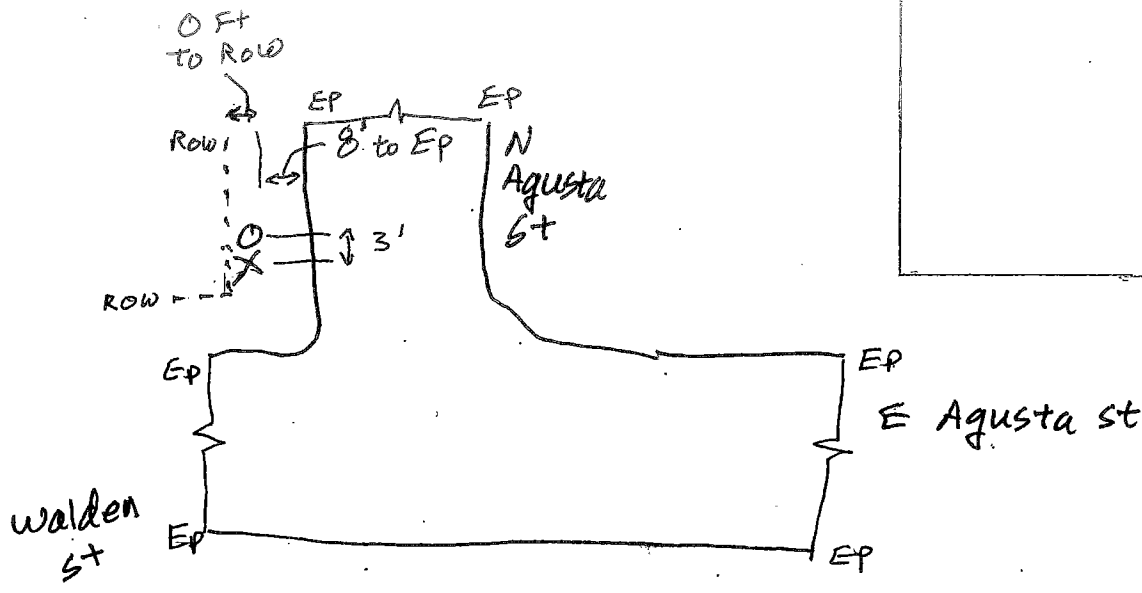 0 Ft
to ROW
EP
EP
ROW
8' to EP
N
Agusta
St
O
3'
X
ROW
EP
EP
E Agusta st
Walden
st
EP
EP